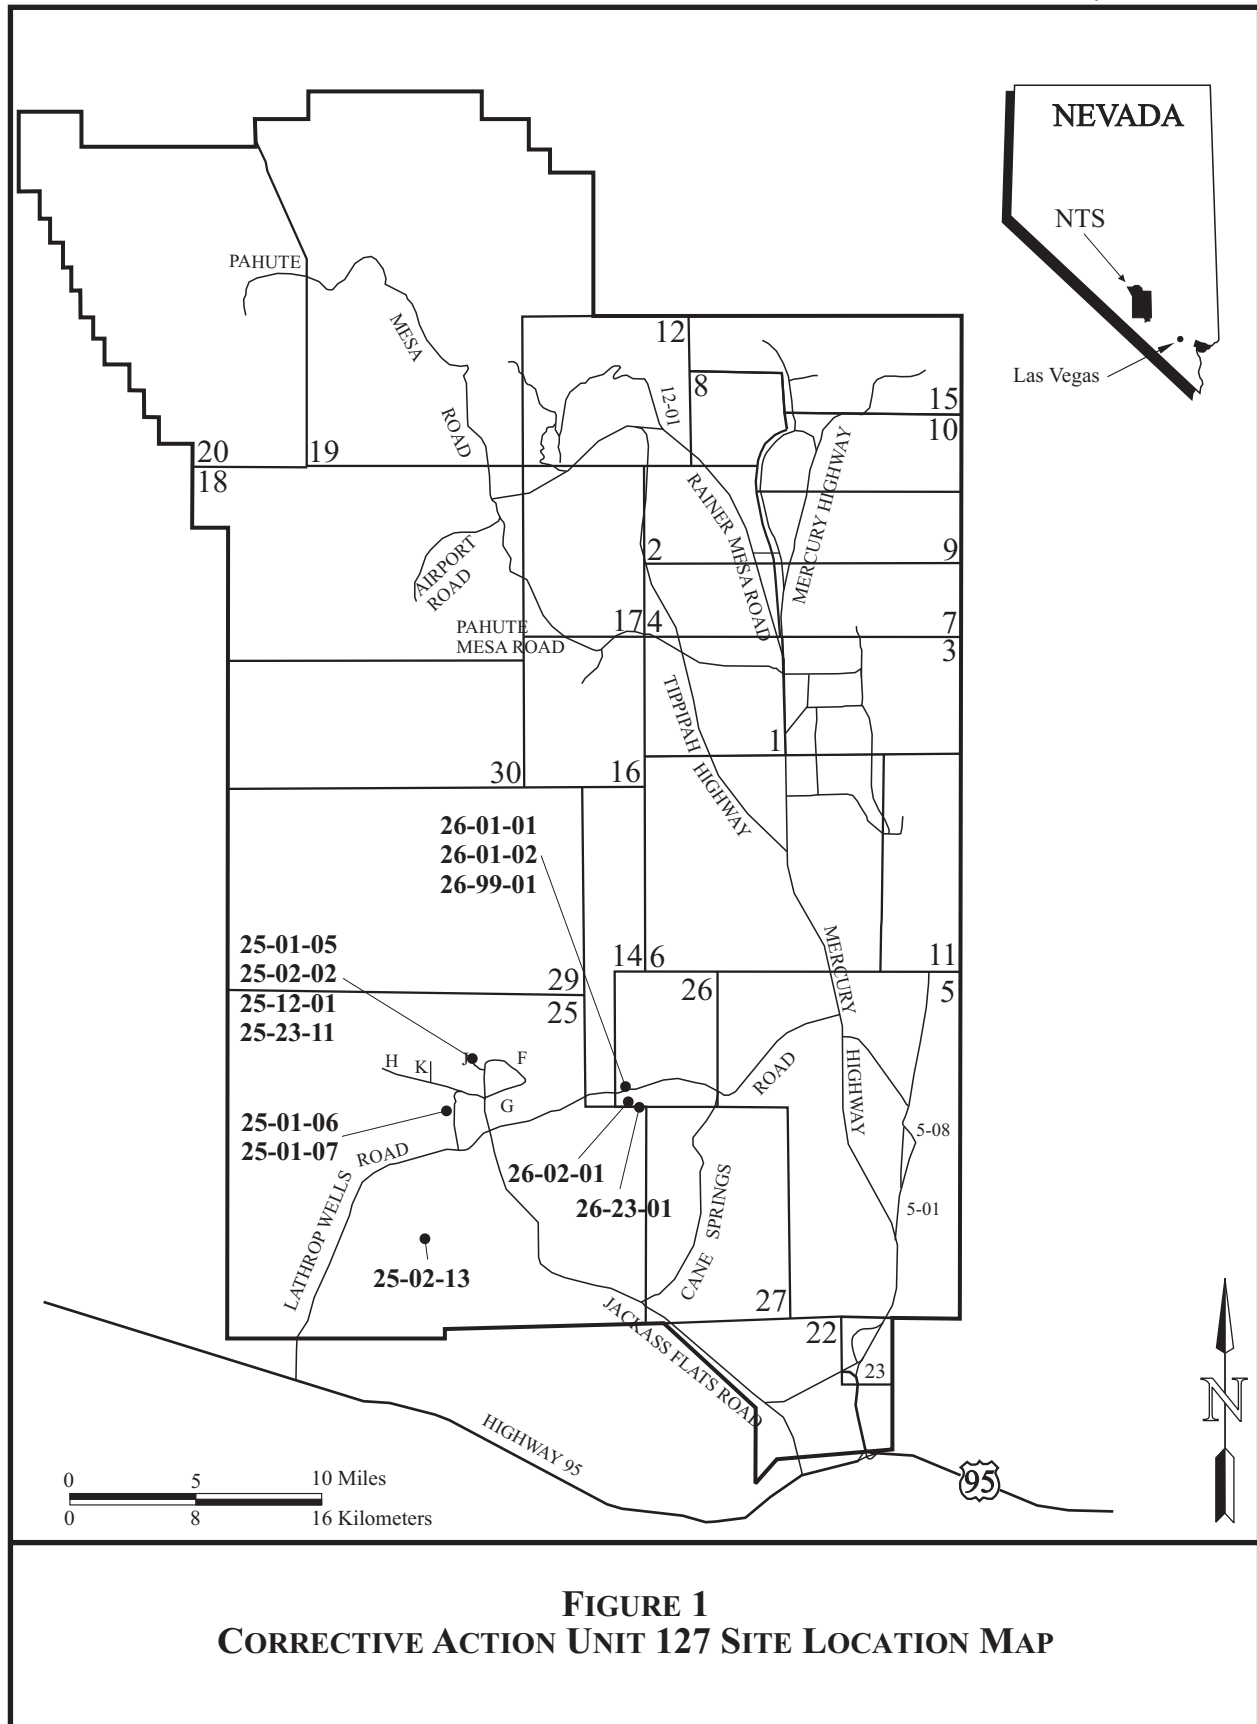 NEVADA
NTS
Las Vegas
PAHUTE
MESA
ROAD
12
8
12-01
15
10
20
19
18
RAINER MESA ROAD
MERCURY HIGHWAY
AIRPORT
ROAD
2
9
17
4
7
PAHUTE
MESA ROAD
3
TIPPIPAH HIGHWAY
1
30
16
26-01-01
26-01-02
26-99-01
25-01-05
25-02-02
25-12-01
25-23-11
14
6
MERCURY
HIGHWAY
11
29
25
26
5
H
K
J
F
G
ROAD
25-01-06
25-01-07
LATHROP WELLS ROAD
5-08
26-02-01
26-23-01
CANE SPRINGS
5-01
25-02-13
27
22
23
JACKASS FLATS ROAD
HIGHWAY 95
95
N
0 5 10 Miles
0 8 16 Kilometers
FIGURE 1
CORRECTIVE ACTION UNIT 127 SITE LOCATION MAP